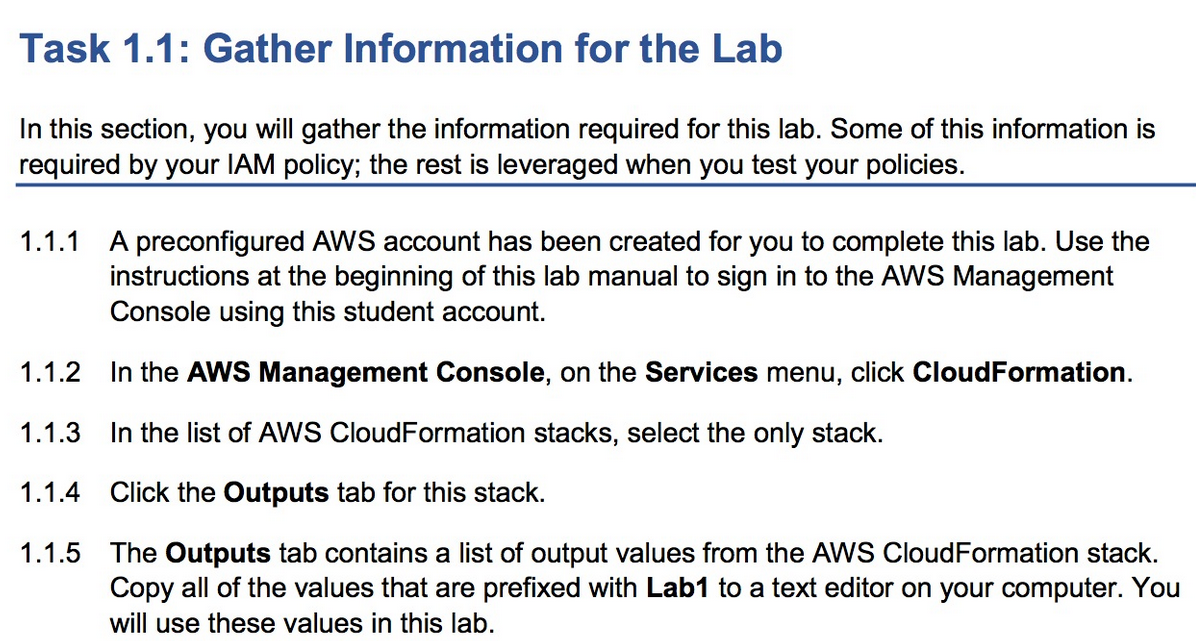 Task 1.1: Gather Information for the Lab
In this section, you will gather the information required for this lab. Some of this information is
required by your IAM policy; the rest is leveraged when you test your policies.
1.1.1 A preconfigured AWS account has been created for you to complete this lab. Use the
instructions at the beginning of this lab manual to sign in to the AWS Management
Console using this student account.
1.1.2 In the AWS Management Console, on the Services menu, click CloudFormation.
1.1.3 In the list of AWS CloudFormation stacks, select the only stack.
1.1.4 Click the Outputs tab for this stack.
1.1.5 The Outputs tab contains a list of output values from the AWS CloudFormation stack.
Copy all of the values that are prefixed with Lab1 to a text editor on your computer. You
will use these values in this lab.